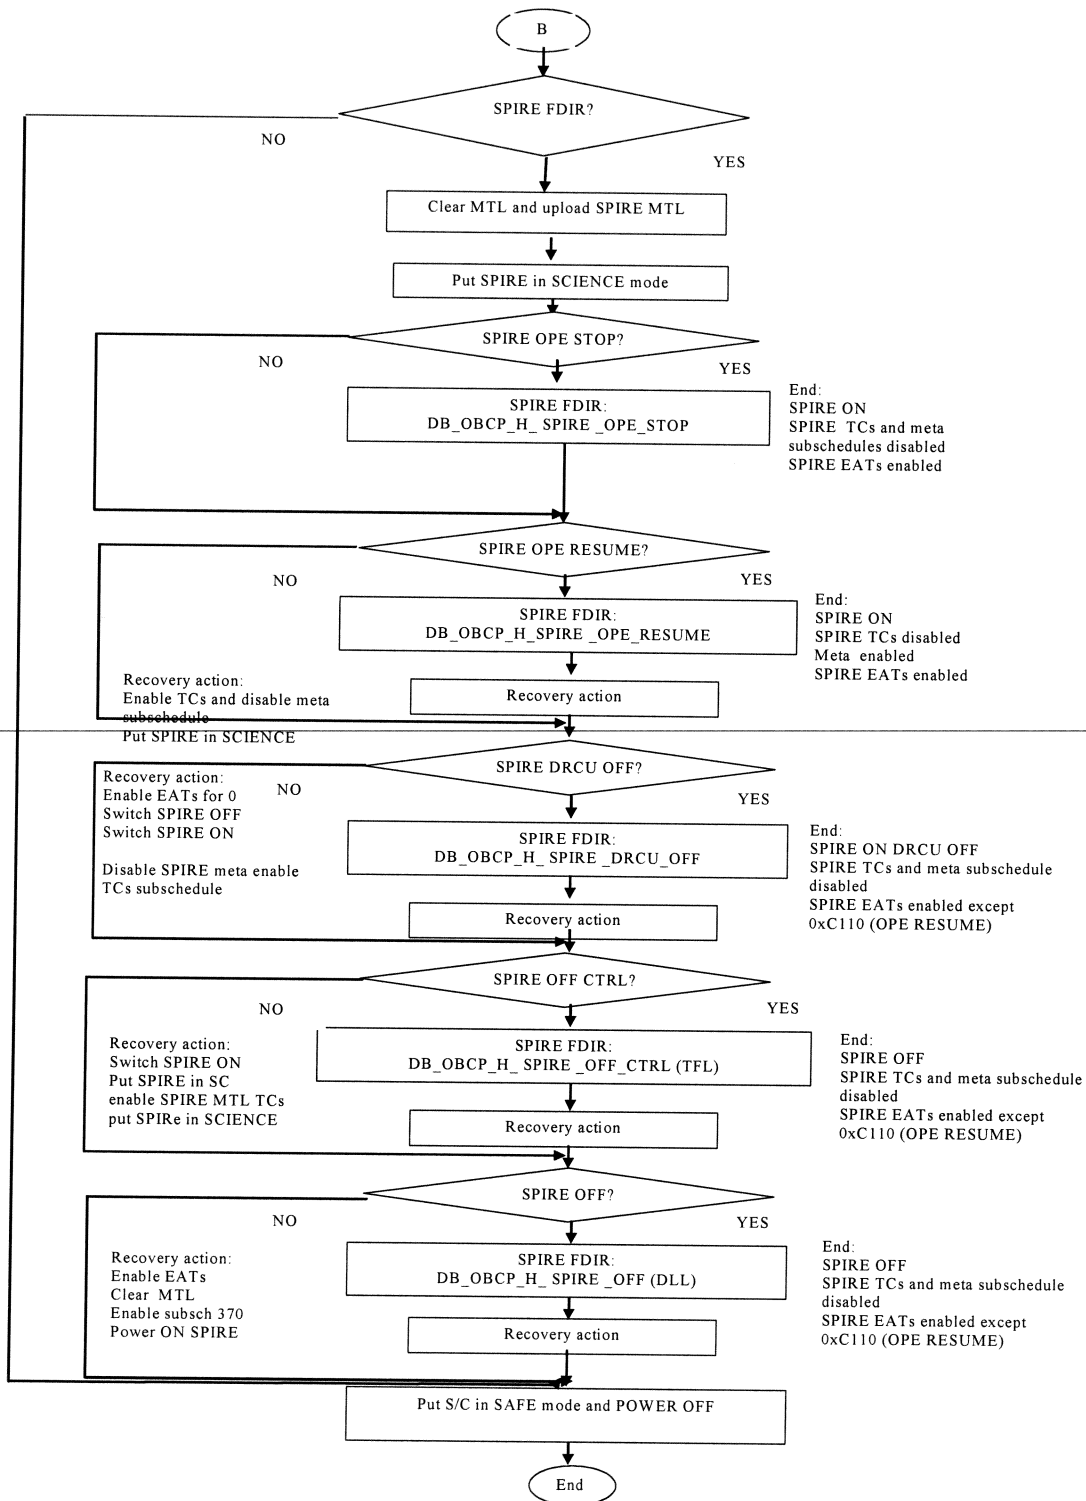 B
SPIRE FDIR?
NO
YES
Clear MTL and upload SPIRE MTL
Put SPIRE in SCIENCE mode
SPIRE OPE STOP?
NO
YES
SPIRE FDIR:
DB_OBCP_H_ SPIRE _OPE_STOP
End:
SPIRE ON
SPIRE TCs and meta
subschedules disabled
SPIRE EATs enabled
SPIRE OPE RESUME?
NO
YES
SPIRE FDIR:
DB_OBCP_H_SPIRE _OPE_RESUME
End:
SPIRE ON
SPIRE TCs disabled
Meta enabled
SPIRE EATs enabled
Recovery action
Recovery action:
Enable TCs and disable meta
subschedule
Put SPIRE in SCIENCE
SPIRE DRCU OFF?
NO
YES
Recovery action:
Enable EATs for 0
Switch SPIRE OFF
Switch SPIRE ON
Disable SPIRE meta enable
TCs subschedule
SPIRE FDIR:
DB_OBCP_H_ SPIRE _DRCU_OFF
End:
SPIRE ON DRCU OFF
SPIRE TCs and meta subschedule
disabled
SPIRE EATs enabled except
0xC110 (OPE RESUME)
Recovery action
SPIRE OFF CTRL?
NO
YES
Recovery action:
Switch SPIRE ON
Put SPIRE in SC
enable SPIRE MTL TCs
put SPIRe in SCIENCE
SPIRE FDIR:
DB_OBCP_H_ SPIRE _OFF_CTRL (TFL)
End:
SPIRE OFF
SPIRE TCs and meta subschedule
disabled
SPIRE EATs enabled except
0xC110 (OPE RESUME)
Recovery action
SPIRE OFF?
NO
YES
Recovery action:
Enable EATs
Clear MTL
Enable subsch 370
Power ON SPIRE
SPIRE FDIR:
DB_OBCP_H_ SPIRE _OFF (DLL)
End:
SPIRE OFF
SPIRE TCs and meta subschedule
disabled
SPIRE EATs enabled except
0xC110 (OPE RESUME)
Recovery action
Put S/C in SAFE mode and POWER OFF
End